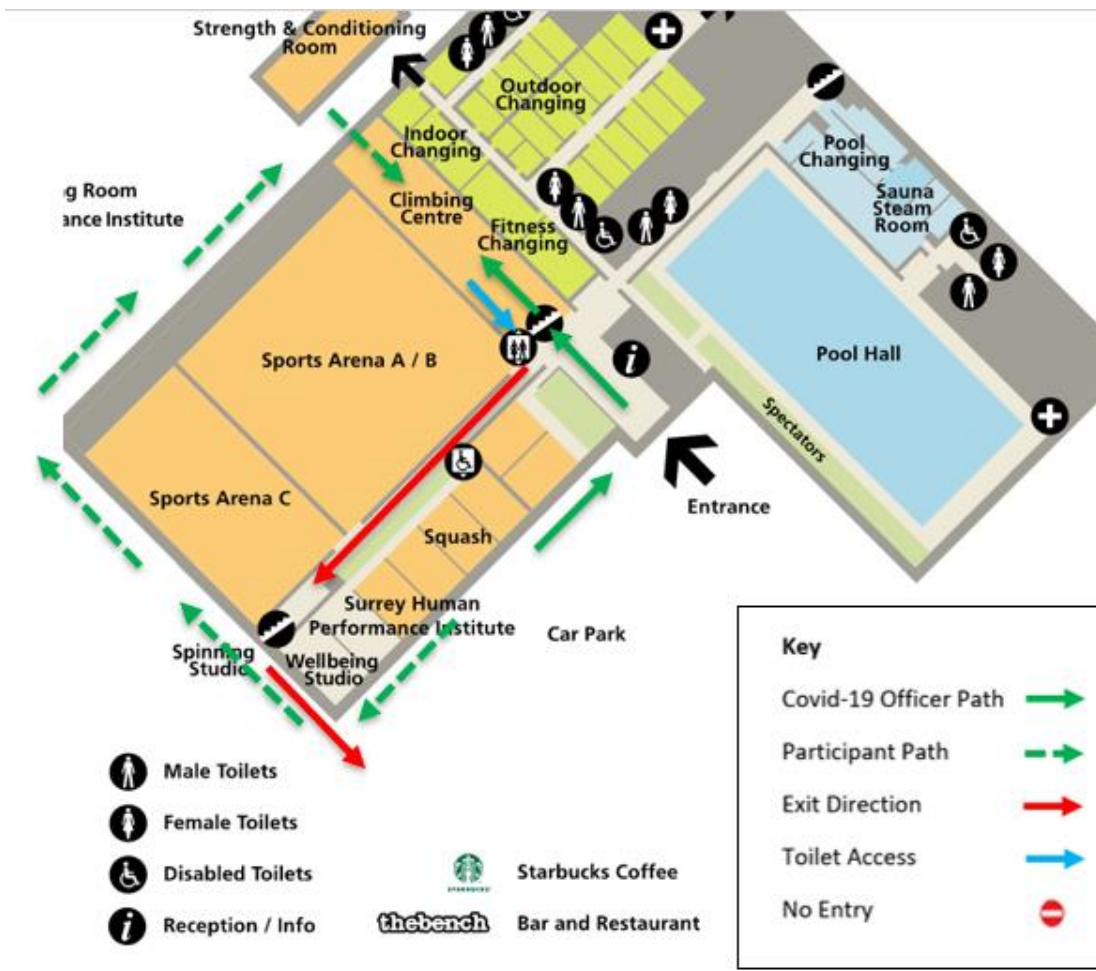 Strength & Conditioning
Room
Outdoor
Changing
Indoor
Changing
Pool
Changing
Sauna
Steam
Room
g Room
ance Institute
Climbing
Centre
Fitness
Changing
Sports Arena A / B
i
Pool Hall
Spectators
Sports Arena C
Entrance
Squash
Surrey Human
Performance Institute
Car Park
Spinning
Studio
Wellbeing
Studio
Key
Covid-19 Officer Path
Participant Path
Exit Direction
Toilet Access
No Entry
Male Toilets
Female Toilets
Disabled Toilets
i Reception / Info
STARBUCKS Starbucks Coffee
thebench Bar and Restaurant